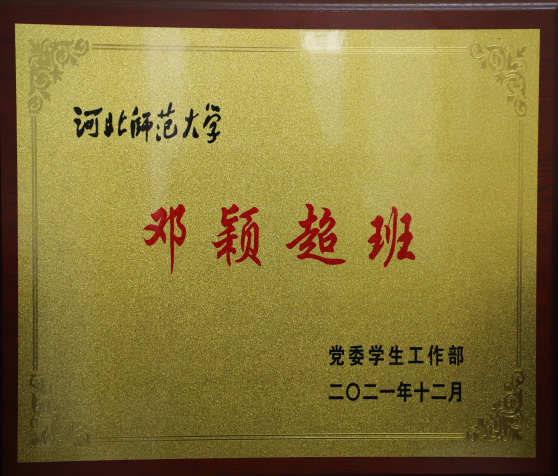 河北师范大学
邓颖超班
党委学生工作部
二〇二一年十二月